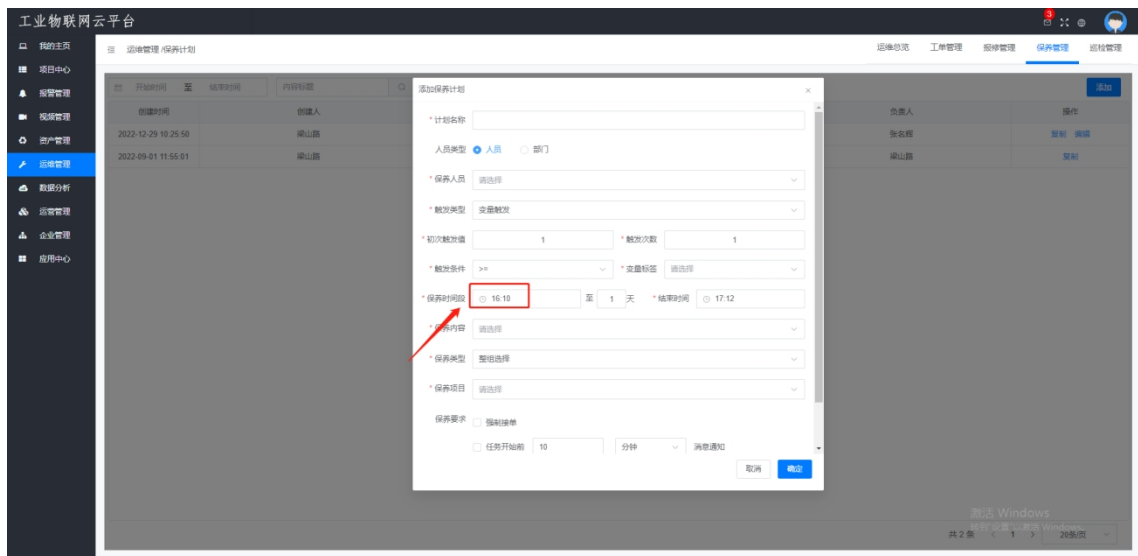 工业物联网云平台
3
我的主页
项目中心
报警管理
视频管理
资产管理
运维管理
数据分析
运营管理
企业管理
应用中心
运维管理 /保养计划
运维总览 工单管理 报修管理 保养管理 巡检管理
开始时间 至 结束时间 内容标题
添加
创建时间 创建人 负责人 操作
2022-12-29 10:25:50 梁山路 张名辉 复制 编辑
2022-09-01 11:55:01 梁山路 梁山路 复制
添加保养计划 ×
* 计划名称
人员类型 人员 部门
* 保养人员 请选择
* 触发类型 变量触发
* 初次触发值 1 * 触发次数 1
* 触发条件 >= * 变量标签 请选择
* 保养时间段 16:10 至 1 天 * 结束时间 17:12
* 保养内容 请选择
* 保养类型 整组选择
* 保养项目 请选择
保养要求 强制接单
任务开始前 10 分钟 消息通知
取消 确定
激活 Windows
转到"设置"以激活 Windows。
共 2 条 < 1 > 20条/页